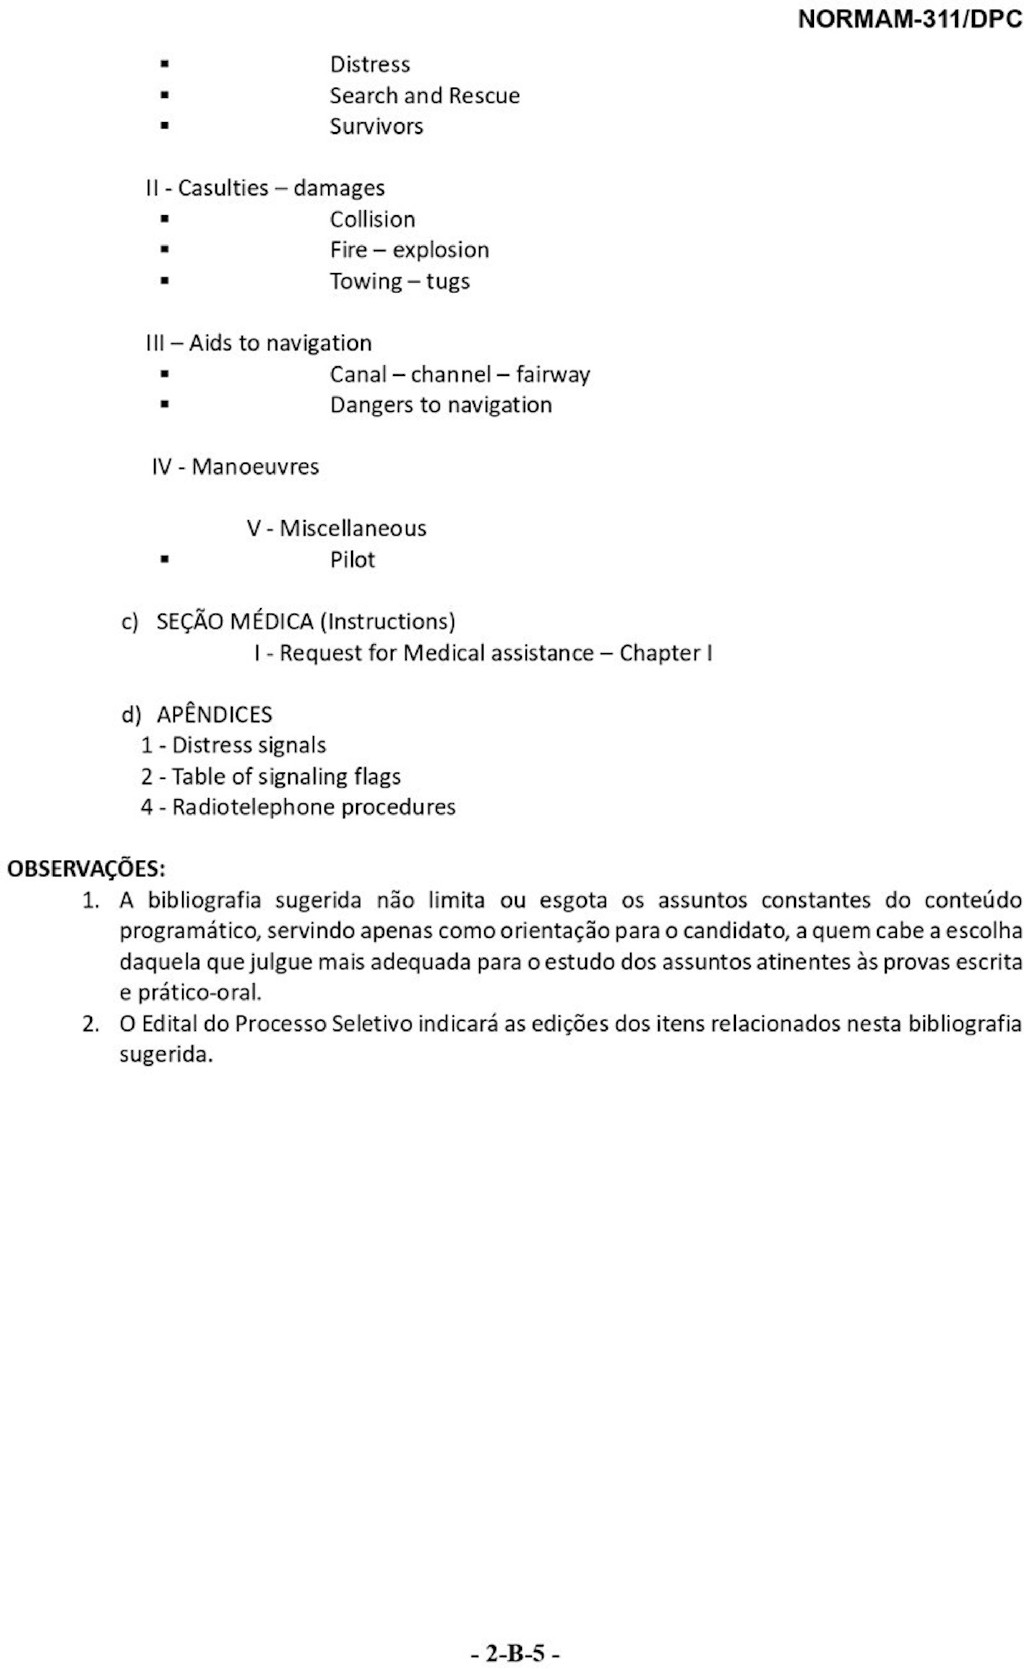 NORMAM-311/DPC
▪ Distress
▪ Search and Rescue
▪ Survivors
II - Casulties – damages
▪ Collision
▪ Fire – explosion
▪ Towing – tugs
III – Aids to navigation
▪ Canal – channel – fairway
▪ Dangers to navigation
IV - Manoeuvres
V - Miscellaneous
▪ Pilot
c) SEÇÃO MÉDICA (Instructions)
I - Request for Medical assistance – Chapter I
d) APÊNDICES
1 - Distress signals
2 - Table of signaling flags
4 - Radiotelephone procedures
OBSERVAÇÕES:
1. A bibliografia sugerida não limita ou esgota os assuntos constantes do conteúdo
programático, servindo apenas como orientação para o candidato, a quem cabe a escolha
daquela que julgue mais adequada para o estudo dos assuntos atinentes às provas escrita
e prático-oral.
2. O Edital do Processo Seletivo indicará as edições dos itens relacionados nesta bibliografia
sugerida.
- 2-B-5 -